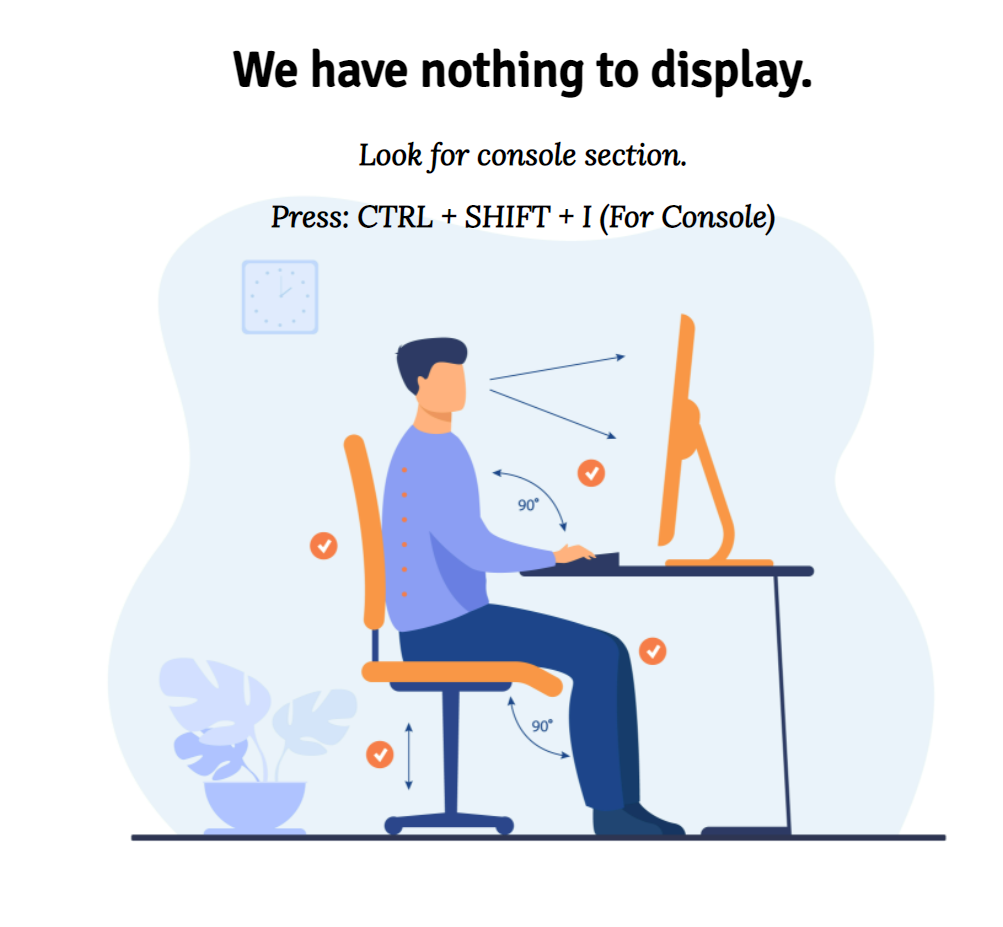 We have nothing to display.
Look for console section.
Press: CTRL + SHIFT + I (For Console)
90°
90°